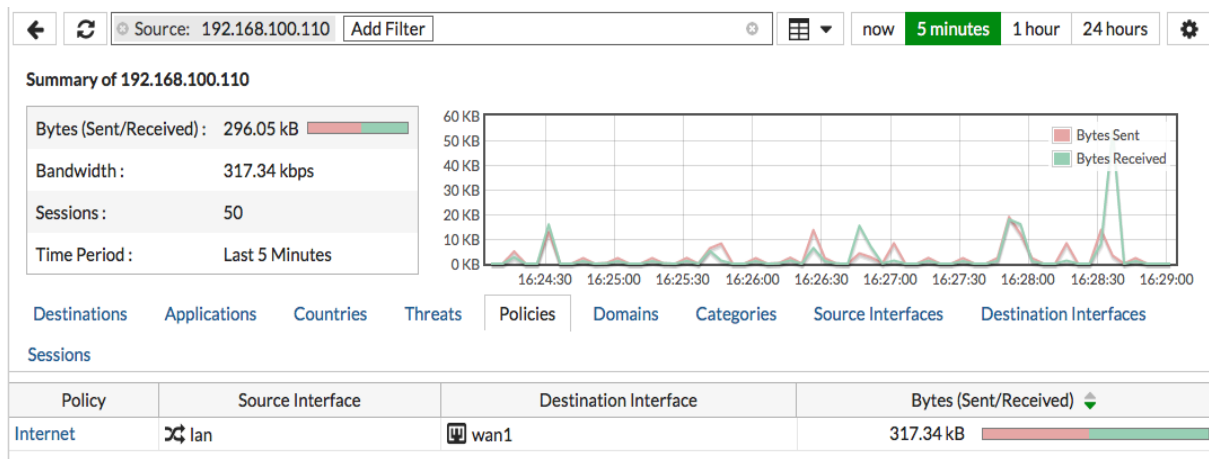 Source: 192.168.100.110 Add Filter now 5 minutes 1 hour 24 hours
Summary of 192.168.100.110
Bytes (Sent/Received) : 296.05 kB
Bandwidth : 317.34 kbps
Sessions : 50
Time Period : Last 5 Minutes
60 KB
50 KB
40 KB
30 KB
20 KB
10 KB
0 KB
Bytes Sent
Bytes Received
16:24:30 16:25:00 16:25:30 16:26:00 16:26:30 16:27:00 16:27:30 16:28:00 16:28:30 16:29:00
Destinations Applications Countries Threats Policies Domains Categories Source Interfaces Destination Interfaces
Sessions
Policy Source Interface Destination Interface Bytes (Sent/Received)
Internet lan wan1 317.34 kB